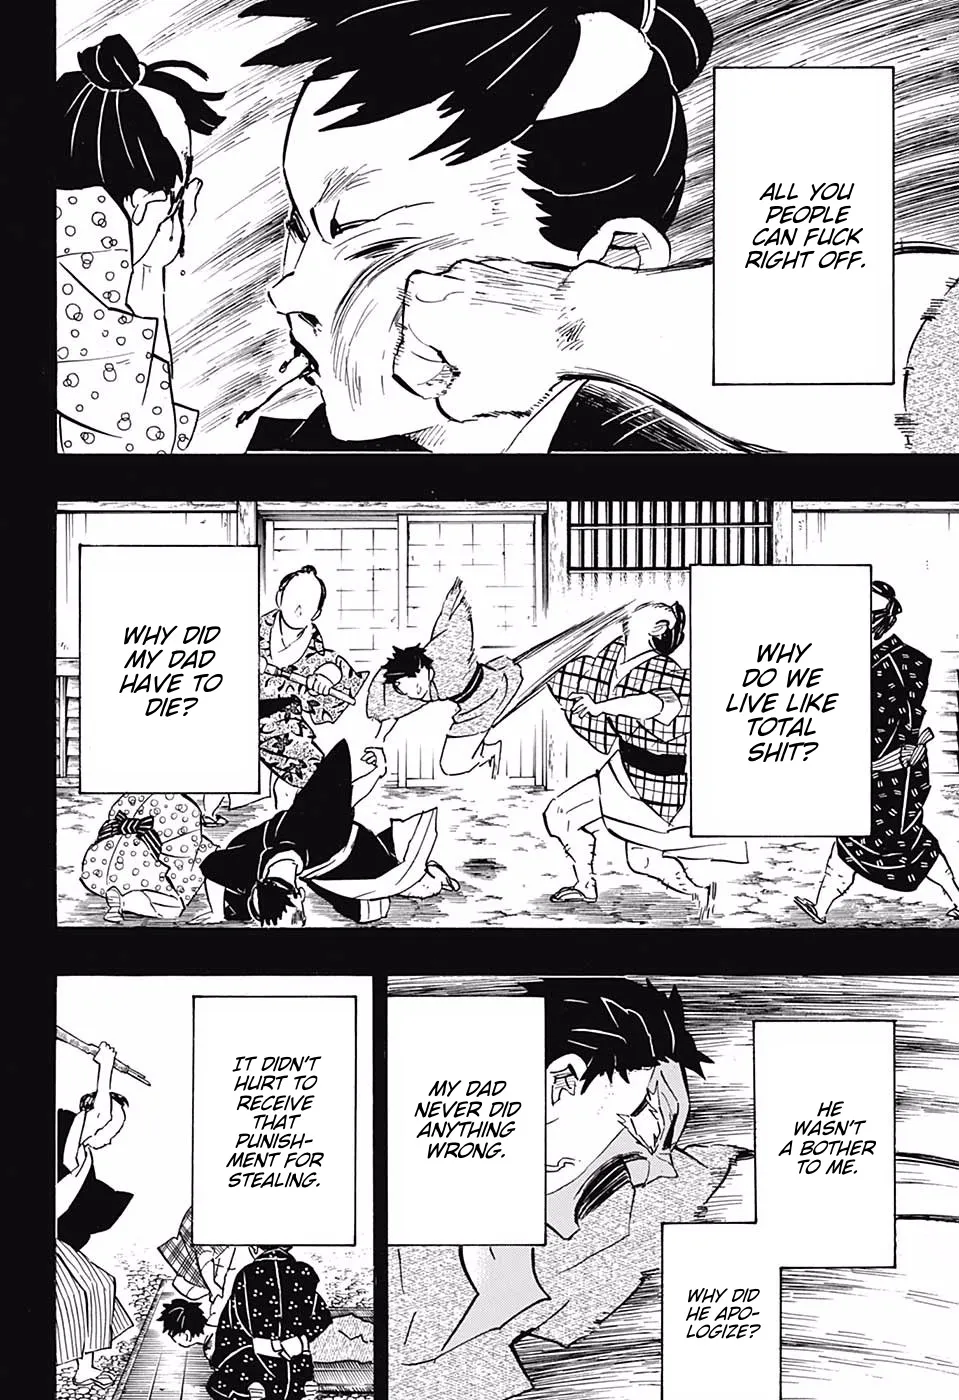 ALL YOU
PEOPLE
CAN FUCK
RIGHT OFF.
WHY
DO WE
LIVE LIKE
TOTAL
SHIT?
WHY DID
MY DAD
HAVE TO
DIE?
HE
WASN'T
A BOTHER
TO ME.
WHY DID
HE APO-
LOGIZE?
MY DAD
NEVER DID
ANYTHING
WRONG.
IT DIDN'T
HURT TO
RECEIVE
THAT
PUNISH-
MENT FOR
STEALING.